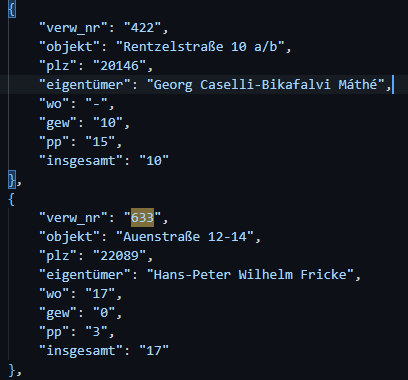 {
"verw_nr": "422",
"objekt": "Rentzelstraße 10 a/b",
"plz": "20146",
"eigentümer": "Georg Caselli-Bikafalvi Máthé",
"wo": "-",
"gew": "10",
"pp": "15",
"insgesamt": "10"
},
{
"verw_nr": "633",
"objekt": "Auenstraße 12-14",
"plz": "22089",
"eigentümer": "Hans-Peter Wilhelm Fricke",
"wo": "17",
"gew": "0",
"pp": "3",
"insgesamt": "17"
},